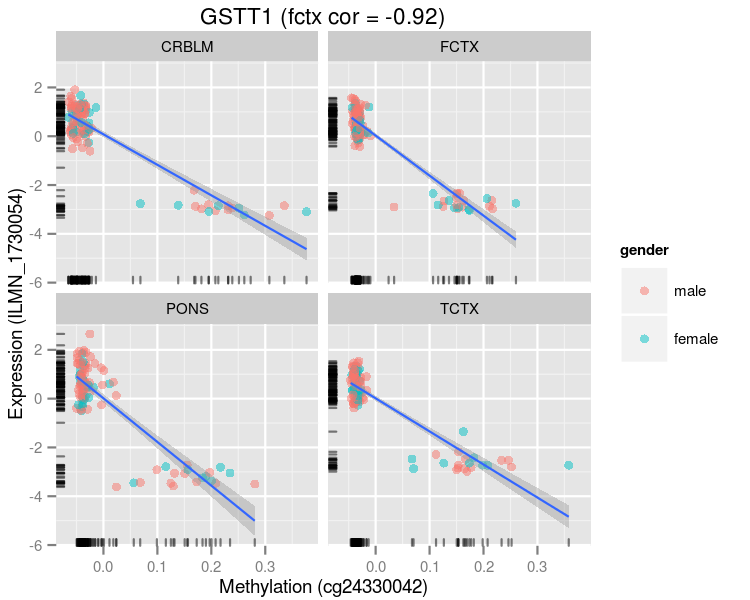 GSTT1 (fctx cor = -0.92)
CRBLM
FCTX
2
0
-2
-4
-6
PONS
TCTX
2
0
-2
-4
-6
0.0 0.1 0.2 0.3
0.0 0.1 0.2 0.3
Methylation (cg24330042)
Expression (ILMN_1730054)
gender
male
female